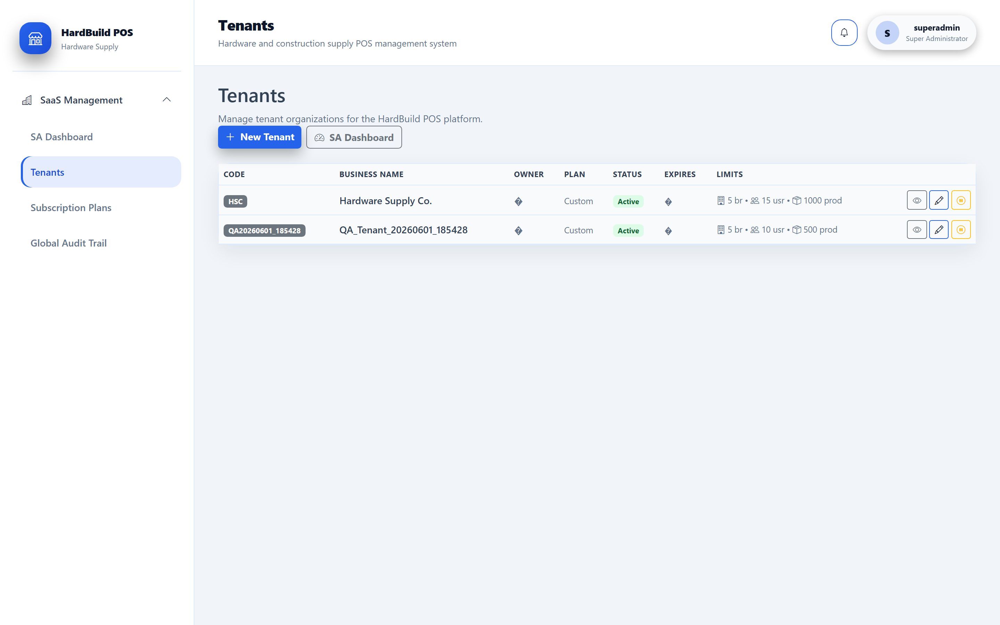 HardBuild POS
Hardware Supply
SaaS Management
SA Dashboard
Tenants
Subscription Plans
Global Audit Trail
Tenants
Hardware and construction supply POS management system
S
superadmin
Super Administrator
Tenants
Manage tenant organizations for the HardBuild POS platform.
New Tenant
SA Dashboard
CODE BUSINESS NAME OWNER PLAN STATUS EXPIRES LIMITS
HSC Hardware Supply Co. � Custom Active � 5 br • 15 usr • 1000 prod
QA20260601_185428 QA_Tenant_20260601_185428 � Custom Active � 5 br • 10 usr • 500 prod